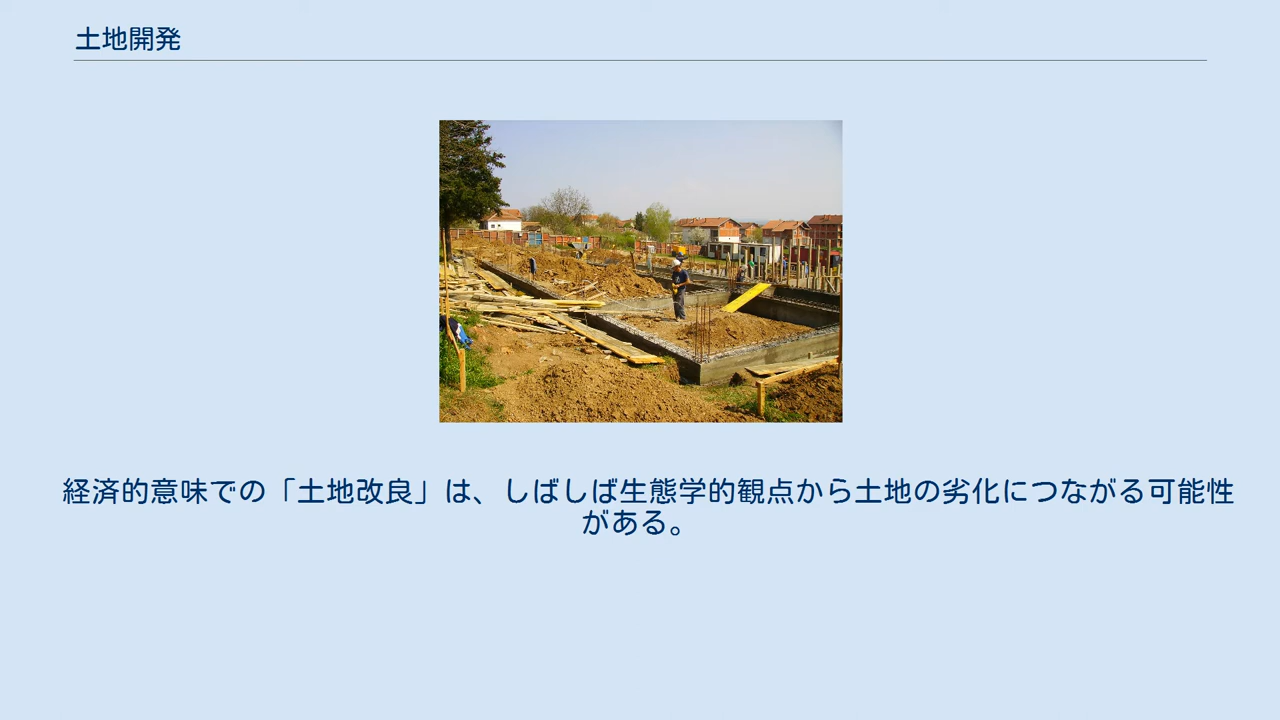 土地開発
経済的意味での「土地改良」は、しばしば生態学的観点から土地の劣化につながる可能性
がある。